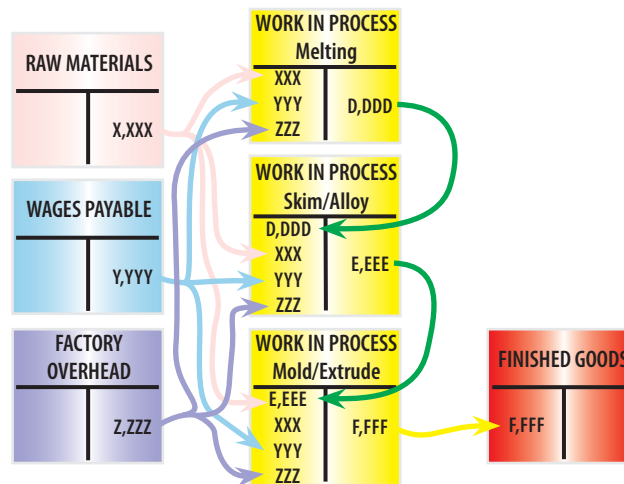 RAW MATERIALS
X,XXX
WAGES PAYABLE
Y,YYY
FACTORY
OVERHEAD
Z,ZZZ
WORK IN PROCESS
Melting
XXX
YYY
D,DDD
ZZZ
WORK IN PROCESS
Skim/Alloy
D,DDD
XXX
E,EEE
YYY
ZZZ
WORK IN PROCESS
Mold/Extrude
E,EEE
XXX
F,FFF
YYY
ZZZ
FINISHED GOODS
F,FFF